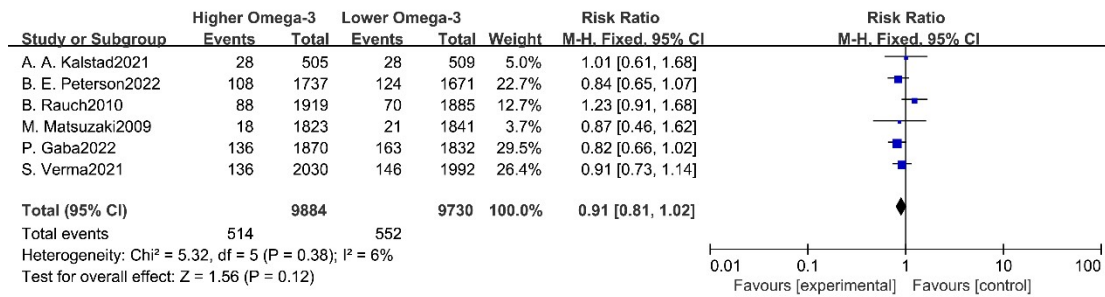 Higher Omega-3 Lower Omega-3 Risk Ratio Risk Ratio
Study or Subgroup Events Total Events Total Weight M-H, Fixed, 95% CI M-H, Fixed, 95% CI
A. A. Kalstad2021 28 505 28 509 5.0% 1.01 [0.61, 1.68]
B. E. Peterson2022 108 1737 124 1671 22.7% 0.84 [0.65, 1.07]
B. Rauch2010 88 1919 70 1885 12.7% 1.23 [0.91, 1.68]
M. Matsuzaki2009 18 1823 21 1841 3.7% 0.87 [0.46, 1.62]
P. Gaba2022 136 1870 163 1832 29.5% 0.82 [0.66, 1.02]
S. Verma2021 136 2030 146 1992 26.4% 0.91 [0.73, 1.14]
Total (95% CI) 9884 9730 100.0% 0.91 [0.81, 1.02]
Total events 514 552
Heterogeneity: Chi² = 5.32, df = 5 (P = 0.38); I² = 6%
Test for overall effect: Z = 1.56 (P = 0.12)
0.01 0.1 1 10 100
Favours [experimental] Favours [control]